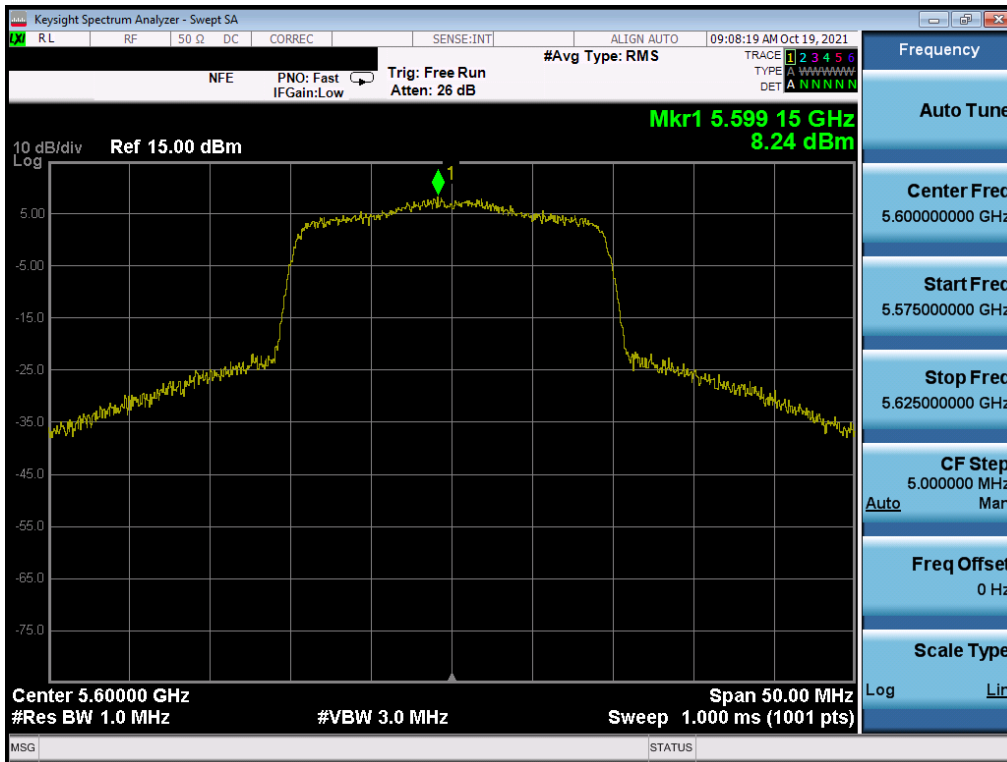 Keysight Spectrum Analyzer - Swept SA
LXI RL RF 50 Ω DC CORREC SENSE:INT ALIGN AUTO 09:08:19 AM Oct 19, 2021
NFE
PNO: Fast
IFGain:Low
Trig: Free Run
Atten: 26 dB
#Avg Type: RMS
TRACE 1 2 3 4 5 6
TYPE A WWWWW
DET A N N N N N
Mkr1 5.599 15 GHz
8.24 dBm
10 dB/div Ref 15.00 dBm
Log
1
5.00
-5.00
-15.0
-25.0
-35.0
-45.0
-55.0
-65.0
-75.0
Center 5.60000 GHz Span 50.00 MHz
#Res BW 1.0 MHz #VBW 3.0 MHz Sweep 1.000 ms (1001 pts)
MSG STATUS
Frequency
Auto Tune
Center Freq
5.600000000 GHz
Start Freq
5.575000000 GHz
Stop Freq
5.625000000 GHz
CF Step
5.000000 MHz
Auto Man
Freq Offset
0 Hz
Scale Type
Log Lin